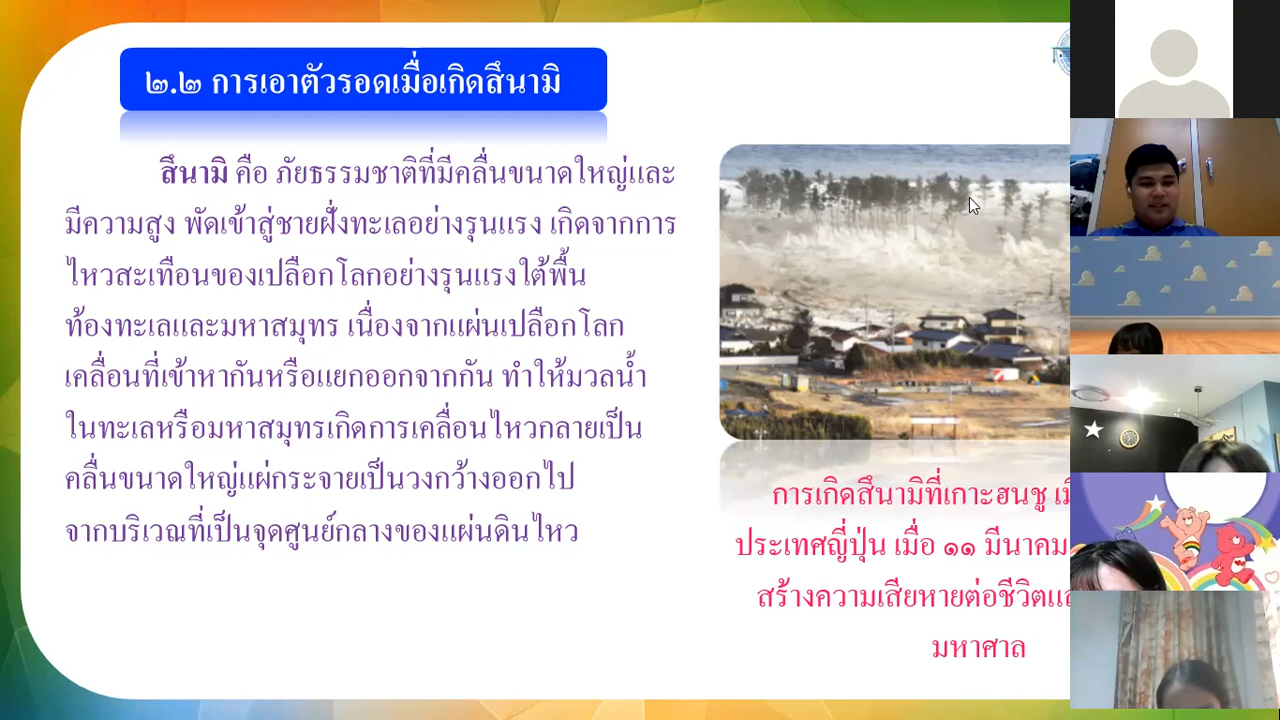 ๒.๒ การเอาตัวรอดเมื่อเกิดสึนามิ
สึนามิ คือ ภัยธรรมชาติที่มีคลื่นขนาดใหญ่และ
มีความสูง พัดเข้าสู่ชายฝั่งทะเลอย่างรุนแรง เกิดจากการ
ไหวสะเทือนของเปลือกโลกอย่างรุนแรงใต้พื้น
ท้องทะเลและมหาสมุทร เนื่องจากแผ่นเปลือกโลก
เคลื่อนที่เข้าหากันหรือแยกออกจากกัน ทำให้มวลน้ำ
ในทะเลหรือมหาสมุทรเกิดการเคลื่อนไหวกลายเป็น
คลื่นขนาดใหญ่แผ่กระจายเป็นวงกว้างออกไป
จากบริเวณที่เป็นจุดศูนย์กลางของแผ่นดินไหว
การเกิดสึนามิที่เกาะฮนชู
ประเทศญี่ปุ่น เมื่อ ๑๑ มีนาคม
สร้างความเสียหายต่อชีวิต
มหาศาล